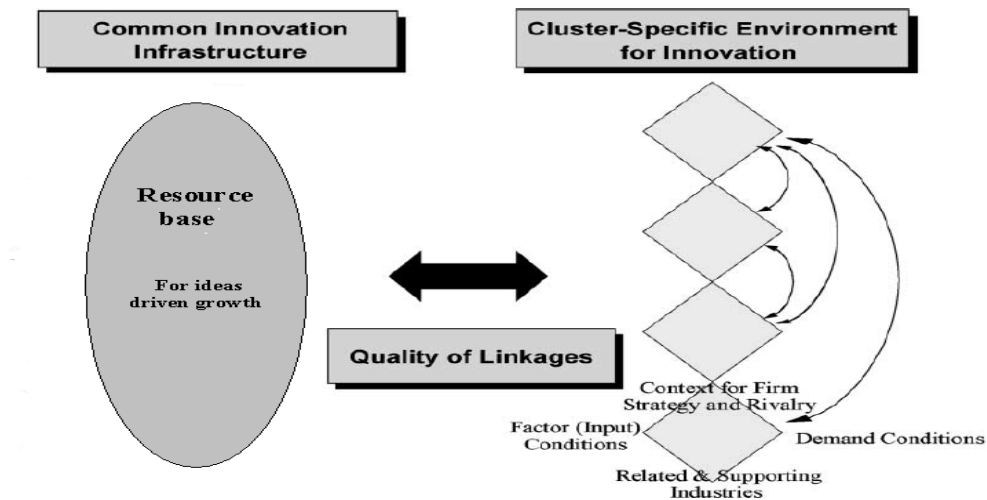 Common Innovation
Infrastructure
Cluster-Specific Environment
for Innovation
Resource
base
For ideas
driven growth
Quality of Linkages
Context for Firm
Strategy and Rivalry
Factor (Input)
Conditions
Demand Conditions
Related & Supporting
Industries